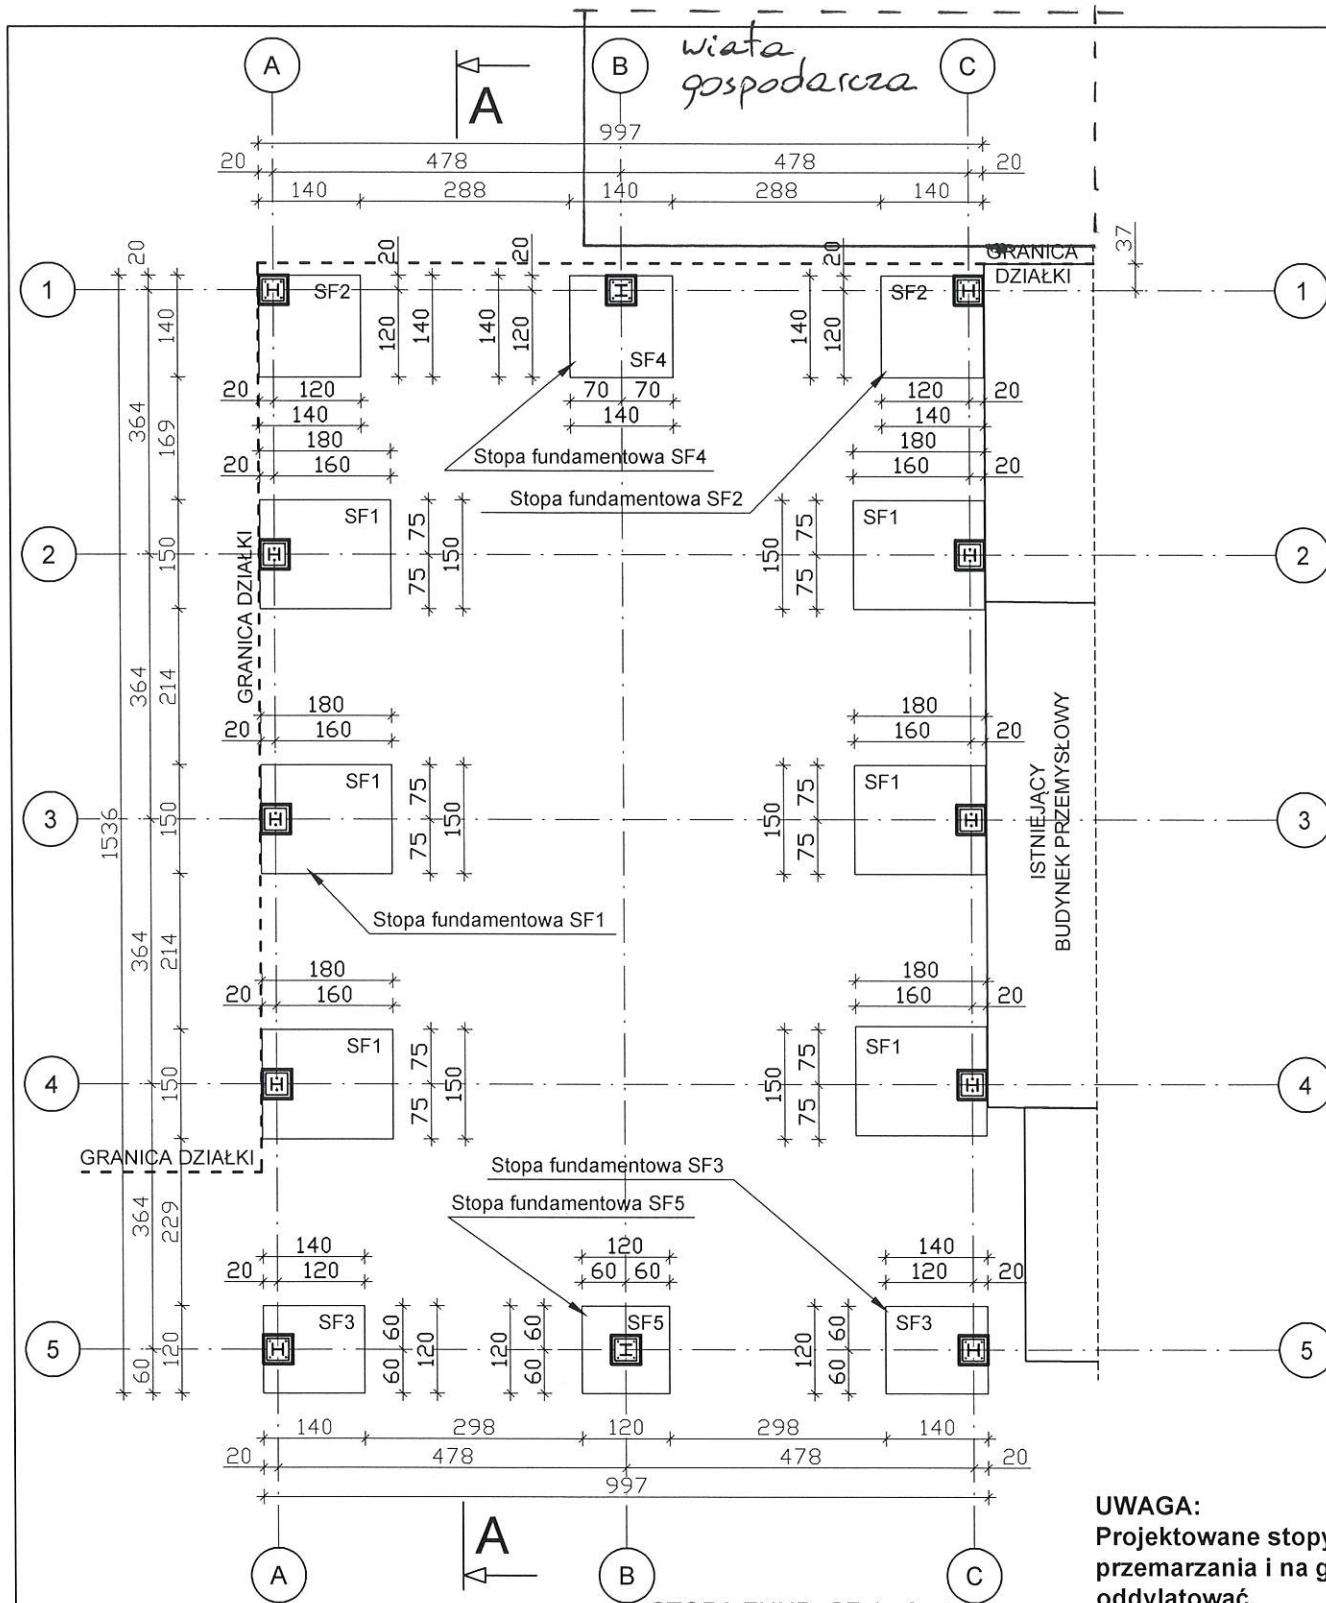 wiata
gospodarcza
A B C
A
997
20 478 478 20
140 288 140 288 140
GRANICA
DZIAŁKI
37
20 20 20 20
1 SF2 SF4 SF2 1
140 120 140 140 120 140 120
20 120 70 70 120 20
140 140 140
180 180
20 160 160 20
Stopa fundamentowa SF4
Stopa fundamentowa SF2
364 169
SF1 SF1
2 150 75 75 150 150 75 75 2
GRANICA DZIAŁKI
364 214
180 180
20 160 160 20
SF1 SF1
3 1536 150 75 75 150 150 75 75 3
ISTNIEJĄCY
BUDYNEK PRZEMYSŁOWY
Stopa fundamentowa SF1
364 214
180 180
20 160 160 20
SF1 SF1
4 150 75 75 150 150 75 75 4
GRANICA DZIAŁKI
Stopa fundamentowa SF3
Stopa fundamentowa SF5
364 229
140 120 140
20 120 60 60 120 20
SF3 SF5 SF3
5 60 120 60 60 120 120 60 60 120 60 60 5
140 298 120 298 140
20 478 478 20
997
A
A B C
UWAGA:
Projektowane stopy
przemarzania i na g
oddylatować.